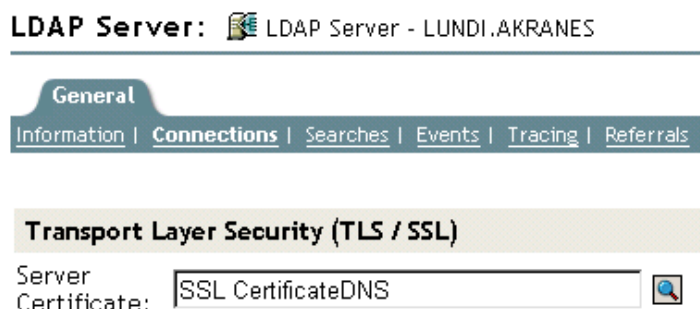 LDAP Server: LDAP Server - LUNDI.AKRANES
General
Information | Connections | Searches | Events | Tracing | Referrals
Transport Layer Security (TLS / SSL)
Server
Certificate: SSL CertificateDNS